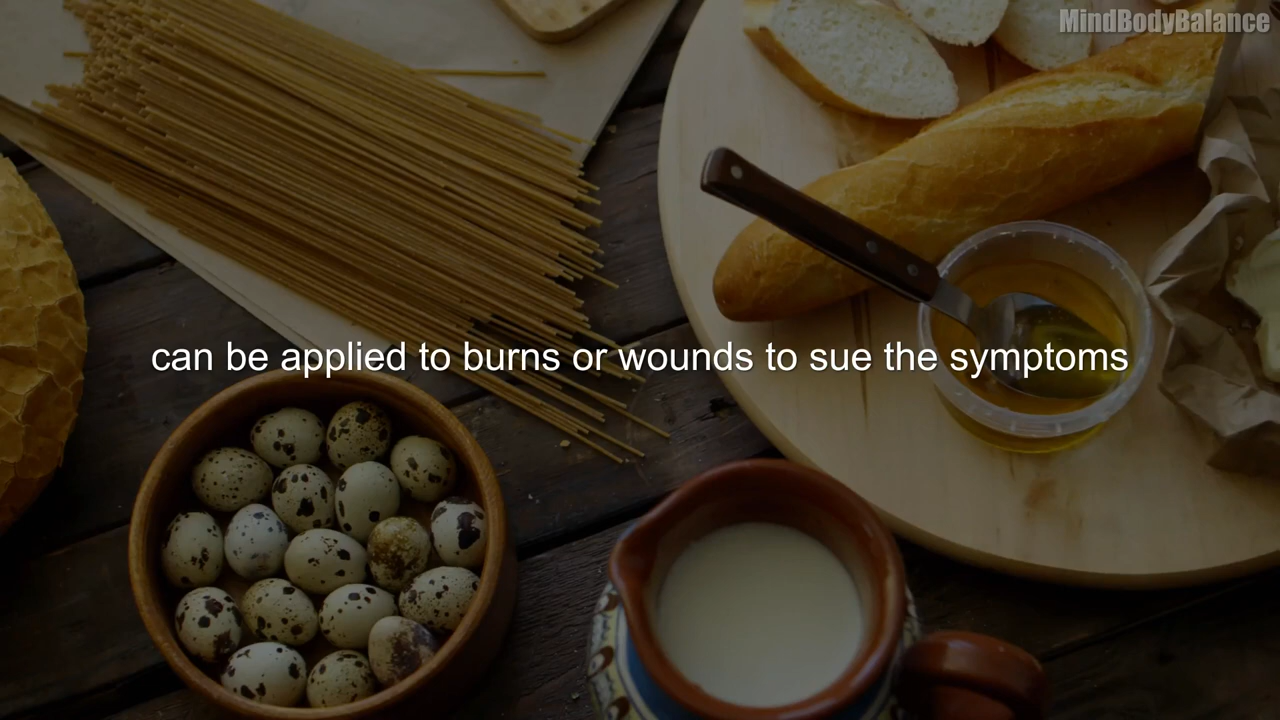 MindBodyBalance
can be applied to burns or wounds to sue the symptoms